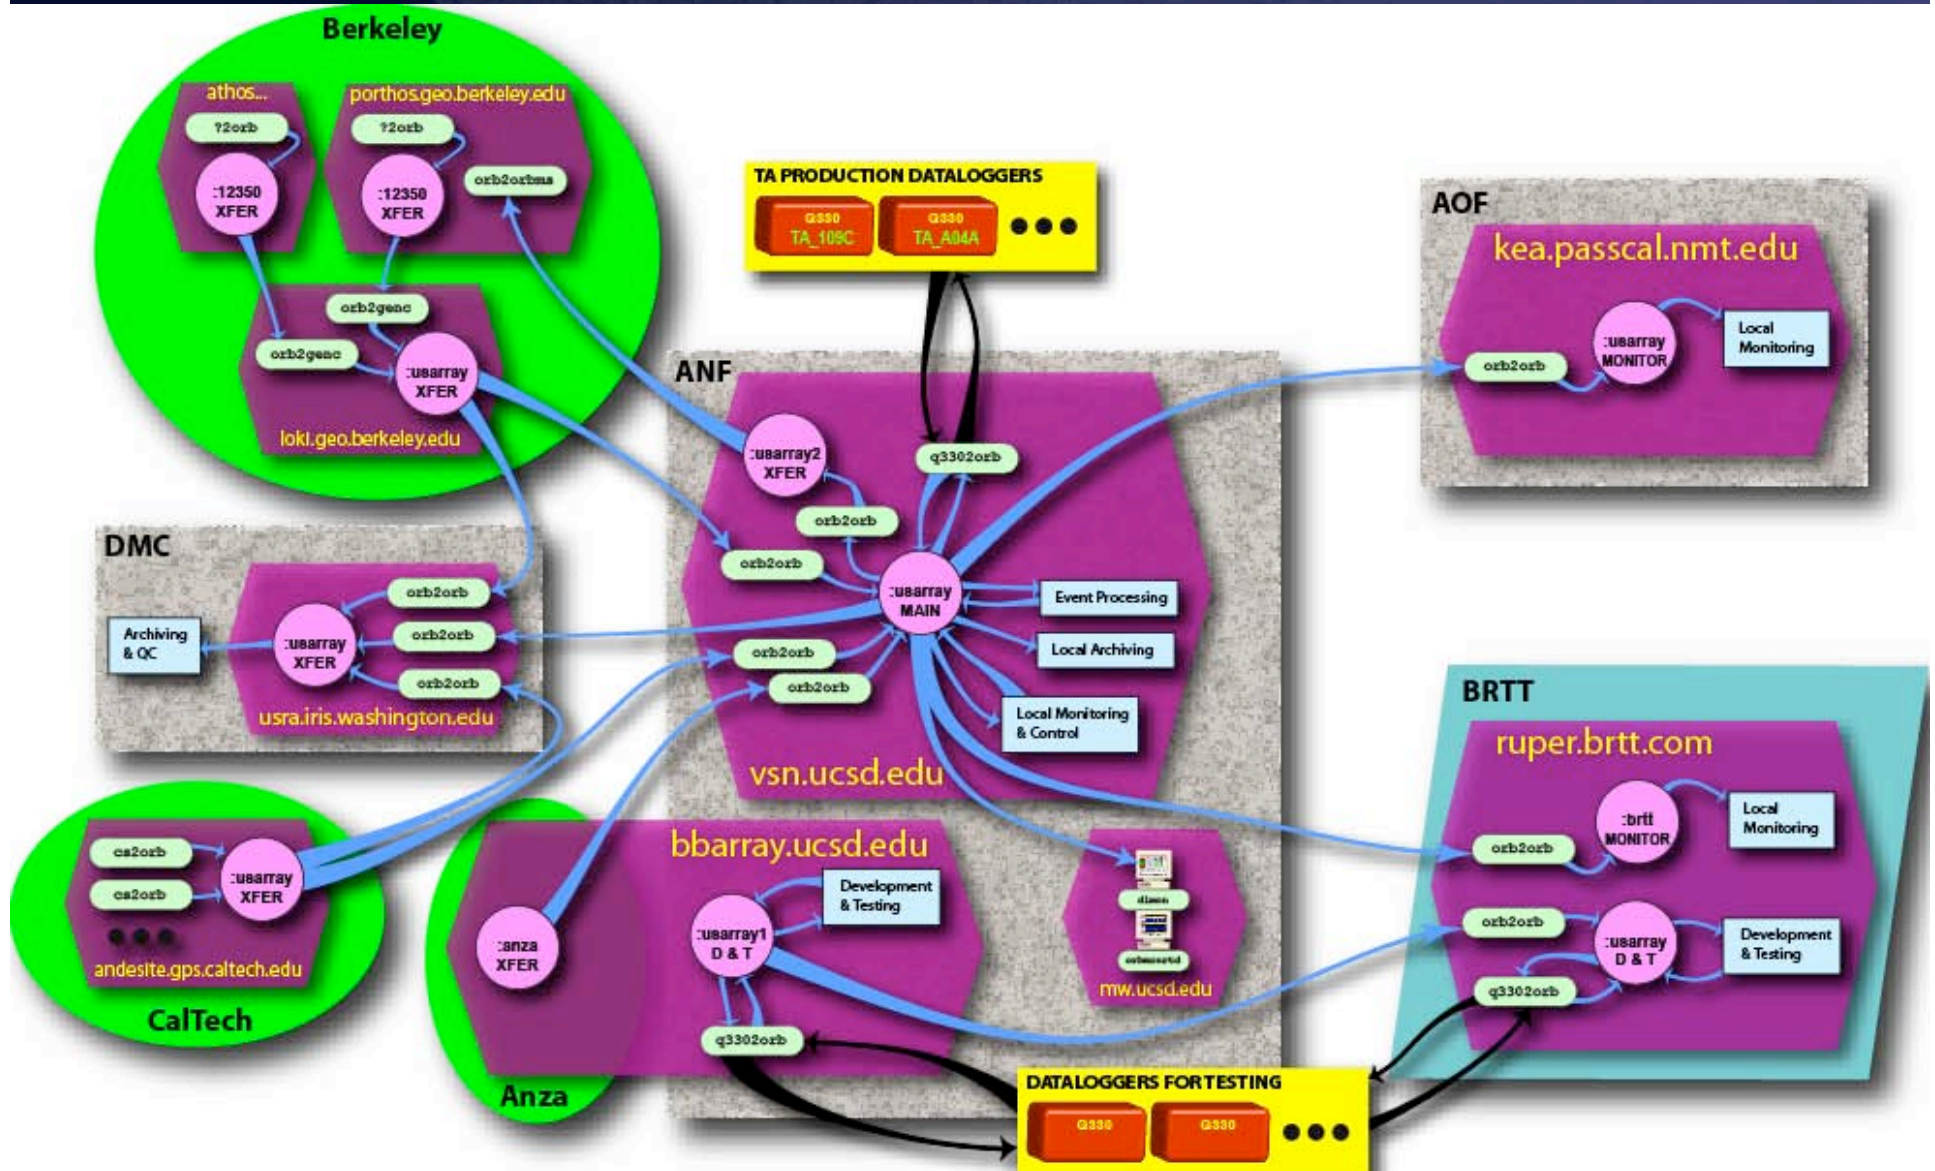 Berkeley
athos...
?2orb
:12350
XFER
porthos.geo.berkeley.edu
?2orb
:12350
XFER
orb2orbms
orb2genc
orb2genc
:usarray
XFER
loki.geo.berkeley.edu
TA PRODUCTION DATALOGGERS
Q330
TA_109C
Q330
TA_A04A
AOF
kea.passcal.nmt.edu
orb2orb
:usarray
MONITOR
Local
Monitoring
ANF
:usarray2
XFER
q3302orb
orb2orb
orb2orb
:usarray
MAIN
Event Processing
orb2orb
Local Archiving
orb2orb
Local Monitoring
& Control
vsn.ucsd.edu
DMC
Archiving
& QC
:usarray
XFER
orb2orb
orb2orb
orb2orb
usra.iris.washington.edu
cs2orb
cs2orb
:usarray
XFER
andesite.gps.caltech.edu
CalTech
bbarray.ucsd.edu
:anza
XFER
Anza
:usarray1
D & T
Development
& Testing
q3302orb
mw.ucsd.edu
BRTT
ruper.brtt.com
orb2orb
:brtt
MONITOR
Local
Monitoring
orb2orb
:usarray
D & T
Development
& Testing
q3302orb
DATALOGGERS FOR TESTING
Q330
Q330